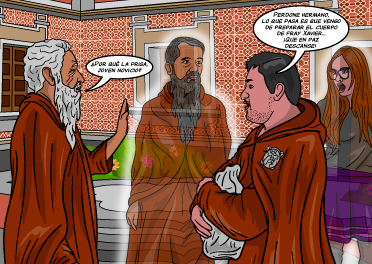 ¿POR QUÉ LA PRISA,
JOVEN NOVICIO?
PERDONE HERMANO,
LO QUE PASA ES QUE VENGO
DE PREPARAR EL CUERPO
DE FRAY XAVIER...
¡QUE EN PAZ
DESCANSE!